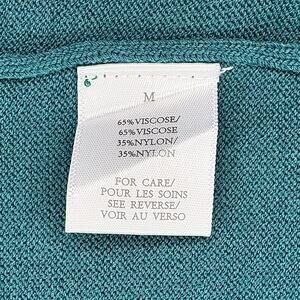 M
65%VISCOSE/
65%VISCOSE
35%NYLON/
35%NYLON
FOR CARE/
POUR LES SOINS
SEE REVERSE/
VOIR AU VERSO